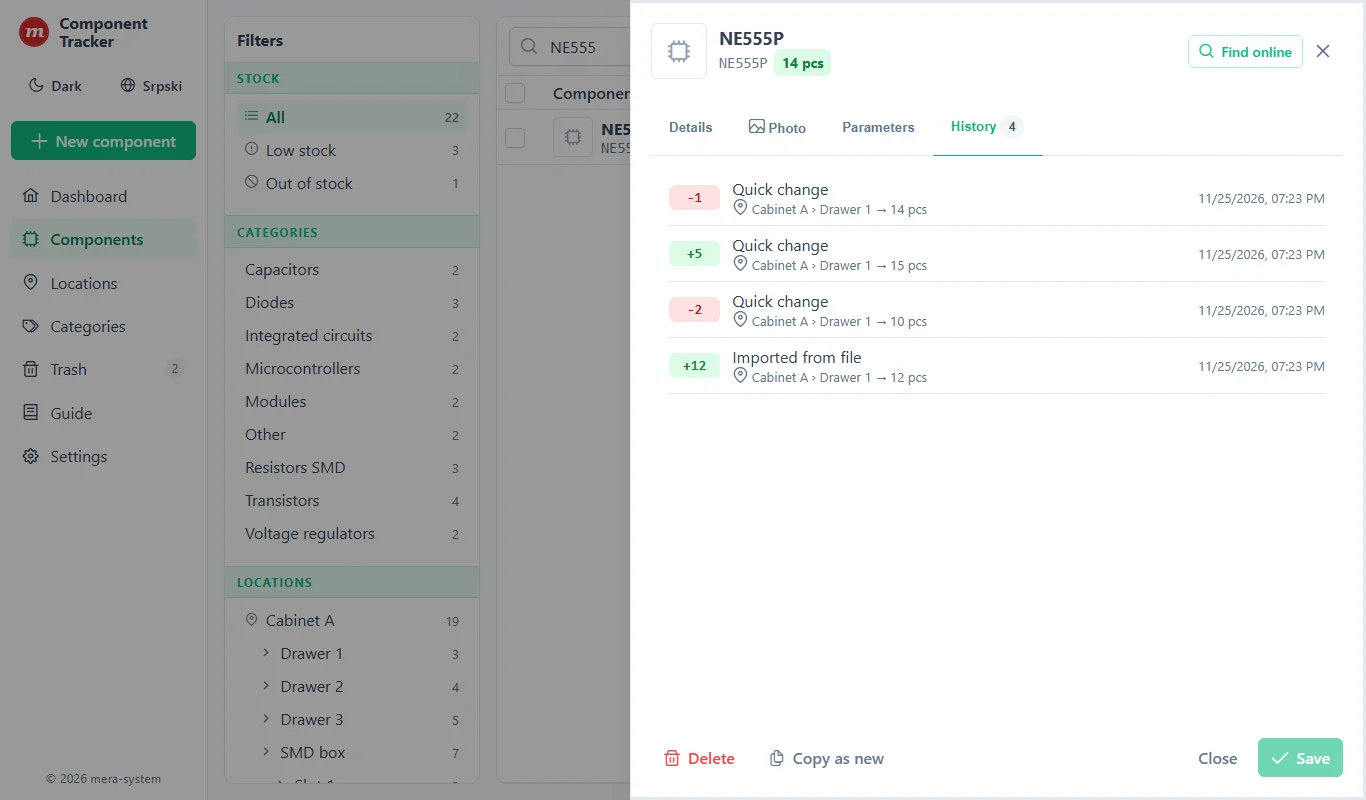 m
Component
Tracker
Dark
Srpski
New component
Dashboard
Components
Locations
Categories
Trash 2
Guide
Settings
© 2026 mera-system
Filters
STOCK
All 22
Low stock 3
Out of stock 1
CATEGORIES
Capacitors 2
Diodes 3
Integrated circuits 2
Microcontrollers 2
Modules 2
Other 2
Resistors SMD 3
Transistors 4
Voltage regulators 2
LOCATIONS
Cabinet A 19
Drawer 1 3
Drawer 2 4
Drawer 3 5
SMD box 7
NE555
Componen
NE5
NE55
NE555P
NE555P 14 pcs
Find online
Details Photo Parameters History 4
-1 Quick change 11/25/2026, 07:23 PM
Cabinet A › Drawer 1 → 14 pcs
+5 Quick change 11/25/2026, 07:23 PM
Cabinet A › Drawer 1 → 15 pcs
-2 Quick change 11/25/2026, 07:23 PM
Cabinet A › Drawer 1 → 10 pcs
+12 Imported from file 11/25/2026, 07:23 PM
Cabinet A › Drawer 1 → 12 pcs
Delete
Copy as new
Close
Save